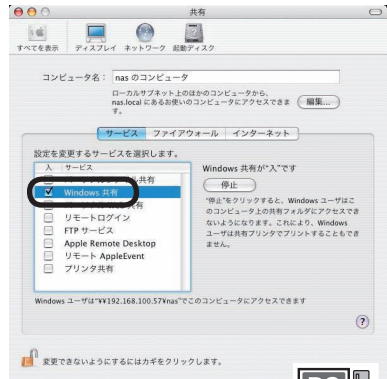 共有
すべてを表示 ディスプレイ ネットワーク 起動ディスク
コンピュータ名： nas のコンピュータ
ローカルサブネット上のほかのコンピュータから、
nas.local にあるお使いのコンピュータにアクセスできま
す。
編集...
サービス ファイアウォール インターネット
設定を変更するサービスを選択します。
入 サービス
共有
Windows 共有
共有
リモートログイン
FTP サービス
Apple Remote Desktop
リモート AppleEvent
プリンタ共有
Windows 共有が“入”です
停止
“停止”をクリックすると、Windows ユーザはこ
のコンピュータ上の共有フォルダにアクセスでき
ないようになります。これにより、Windows
ユーザは共有プリンタでプリントすることもでき
ません。
Windows ユーザは“¥¥192.168.100.57¥nas”でこのコンピュータにアクセスできます
?
変更できないようにするにはカギをクリックします。